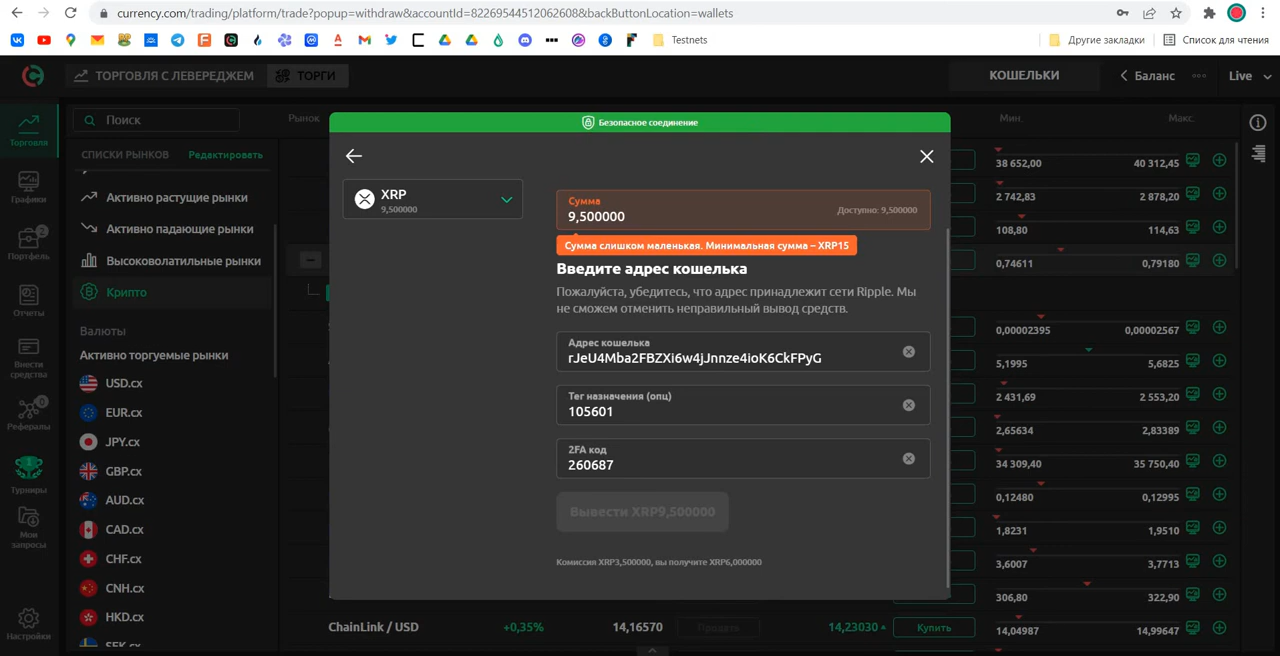 currency.com/trading/platform/trade?popup=withdraw&accountId=82269544512062608&backButtonLocation=wallets
Testnets
Другие закладки
Список для чтения
ТОРГОВЛЯ С ЛЕВЕРЕДЖЕМ
ТОРГИ
КОШЕЛЬКИ
Баланс
Live
Торговля
Графики
Портфель
2
Отчеты
Внести средства
Рефералы
0
Турниры
Мои запросы
Настройки
Поиск
СПИСКИ РЫНКОВ
Редактировать
Активно растущие рынки
Активно падающие рынки
Высоковолатильные рынки
Крипто
Валюты
Активно торгуемые рынки
USD.cx
EUR.cx
JPY.cx
GBP.cx
AUD.cx
CAD.cx
CHF.cx
CNH.cx
HKD.cx
SEK.cx
Рынок
Безопасное соединение
XRP
9,500000
Сумма
9,500000
Доступно: 9,500000
Сумма слишком маленькая. Минимальная сумма – XRP15
Введите адрес кошелька
Пожалуйста, убедитесь, что адрес принадлежит сети Ripple. Мы
не сможем отменить неправильный вывод средств.
Адрес кошелька
rJeU4Mba2FBZXi6w4jJnnze4ioK6CkFPyG
Тег назначения (опц)
105601
2FA код
260687
Вывести XRP9,500000
Комиссия XRP3,500000, вы получите XRP6,000000
Мин.
Макс.
38 652,00 40 312,45
2 742,83 2 878,20
108,80 114,63
0,74611 0,79180
0,00002395 0,00002567
5,1995 5,6825
2 431,69 2 553,20
2,65634 2,83389
34 309,40 35 750,40
0,12480 0,12995
1,8231 1,9510
3,6007 3,7713
306,80 322,90
ChainLink / USD +0,35% 14,16570 Продать 14,23030 Купить 14,04987 14,99647